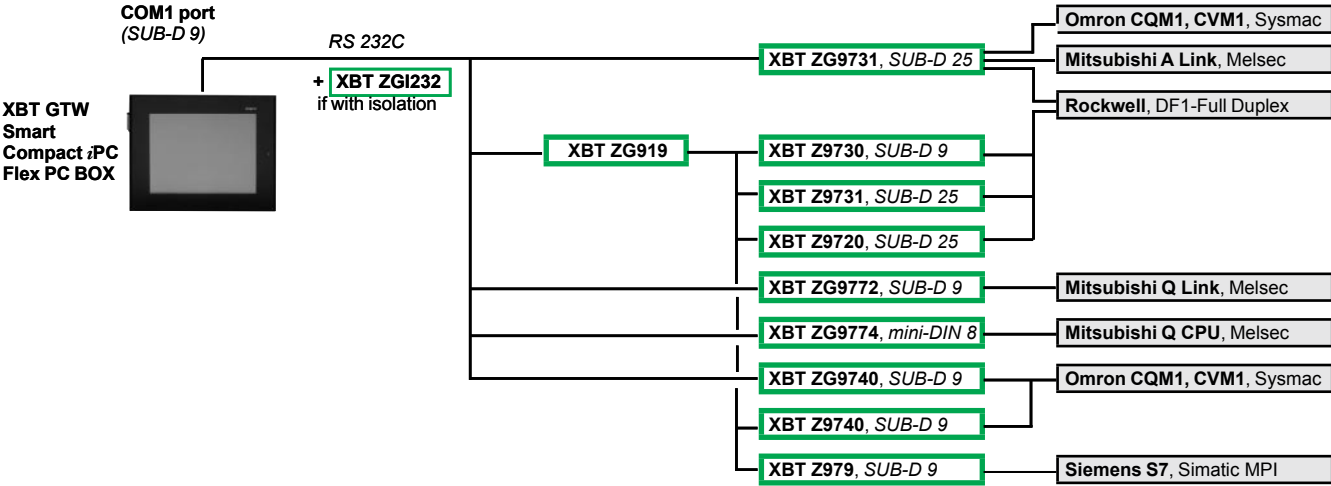 COM1 port
(SUB-D 9)
RS 232C
+ XBT ZGI232
if with isolation
XBT GTW
Smart
Compact iPC
Flex PC BOX
XBT ZG919
XBT ZG9731, SUB-D 25
XBT Z9730, SUB-D 9
XBT Z9731, SUB-D 25
XBT Z9720, SUB-D 25
XBT ZG9772, SUB-D 9
XBT ZG9774, mini-DIN 8
XBT ZG9740, SUB-D 9
XBT Z9740, SUB-D 9
XBT Z979, SUB-D 9
Omron CQM1, CVM1, Sysmac
Mitsubishi A Link, Melsec
Rockwell, DF1-Full Duplex
Mitsubishi Q Link, Melsec
Mitsubishi Q CPU, Melsec
Omron CQM1, CVM1, Sysmac
Siemens S7, Simatic MPI